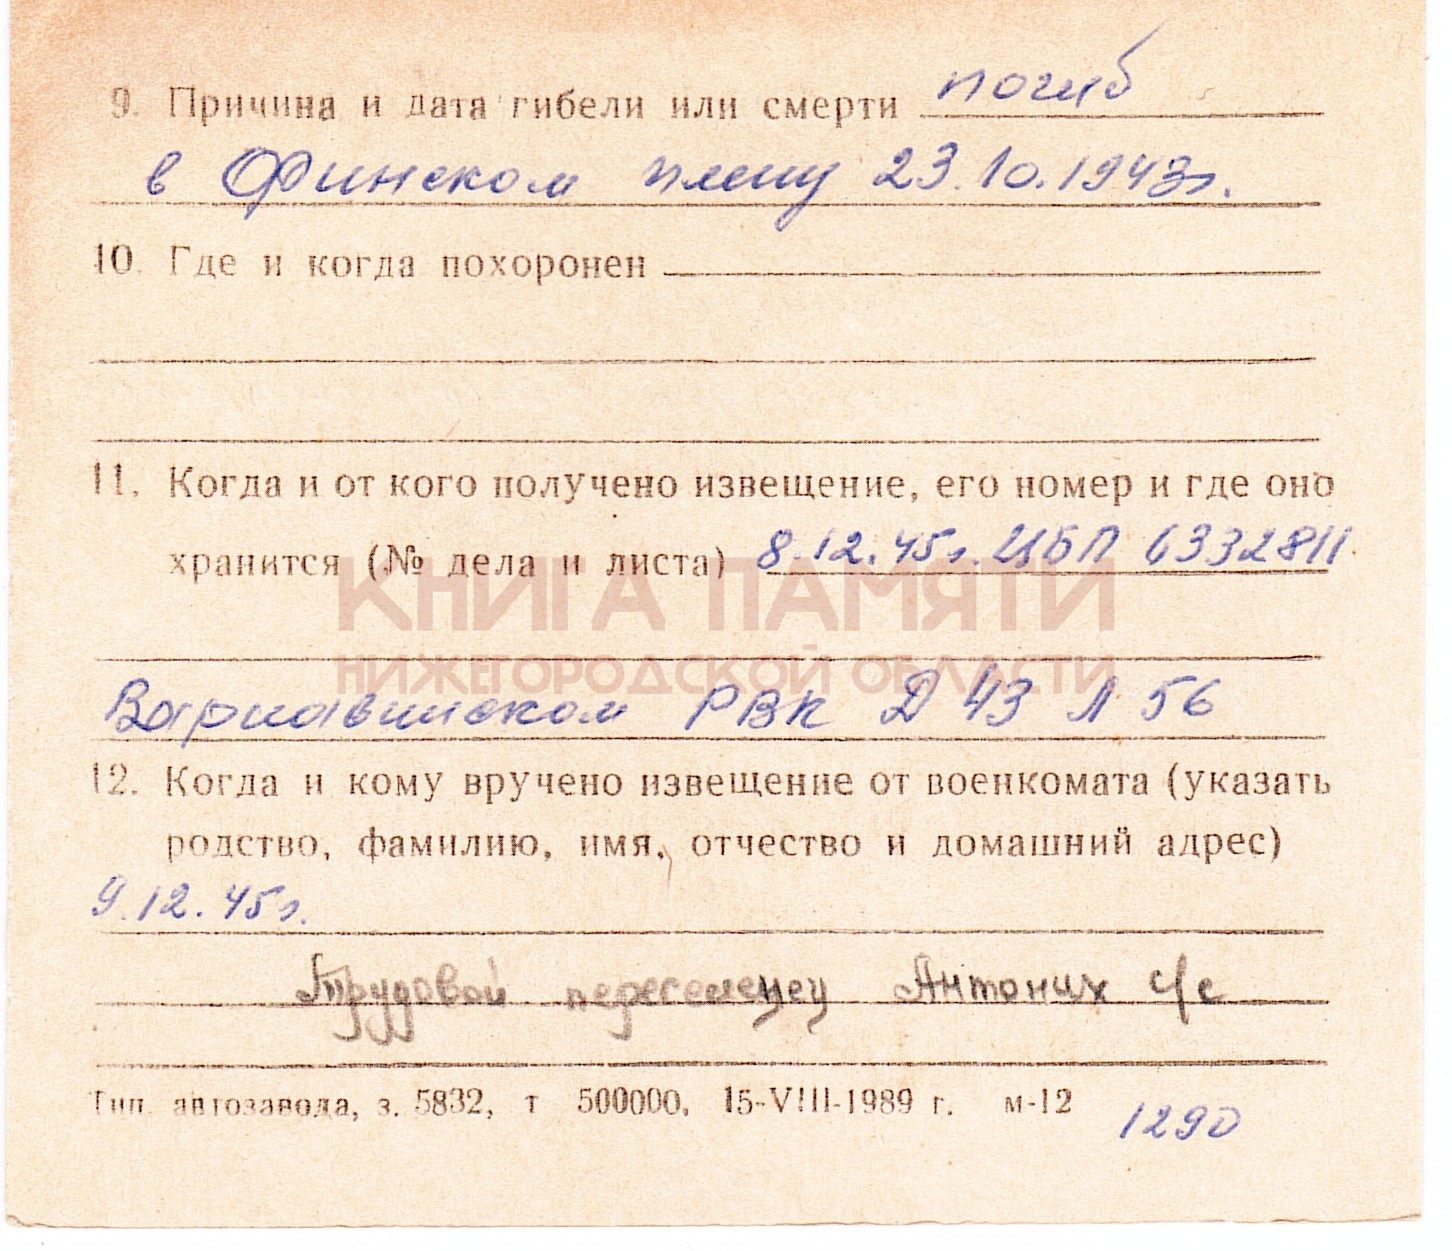 9. Причина и дата гибели или смерти погиб
в Финском плену 23.10.1943г.
10. Где и когда похоронен
11. Когда и от кого получено извещение, его номер и где оно
хранится (№ дела и листа) 8.12.45г. ЦБП 6332811
КНИГА ПАМЯТИ
НИЖЕГОРОДСКОЙ ОБЛАСТИ
Варнавинском РВК Д 43 Л 56
12. Когда и кому вручено извещение от военкомата (указать
родство, фамилию, имя, отчество и домашний адрес)
9.12.45г.
Трудовой переселенец Антоних с/с
Тип. автозавода, з. 5832, т 500000, 15-VIII-1989 г. м-12
1290